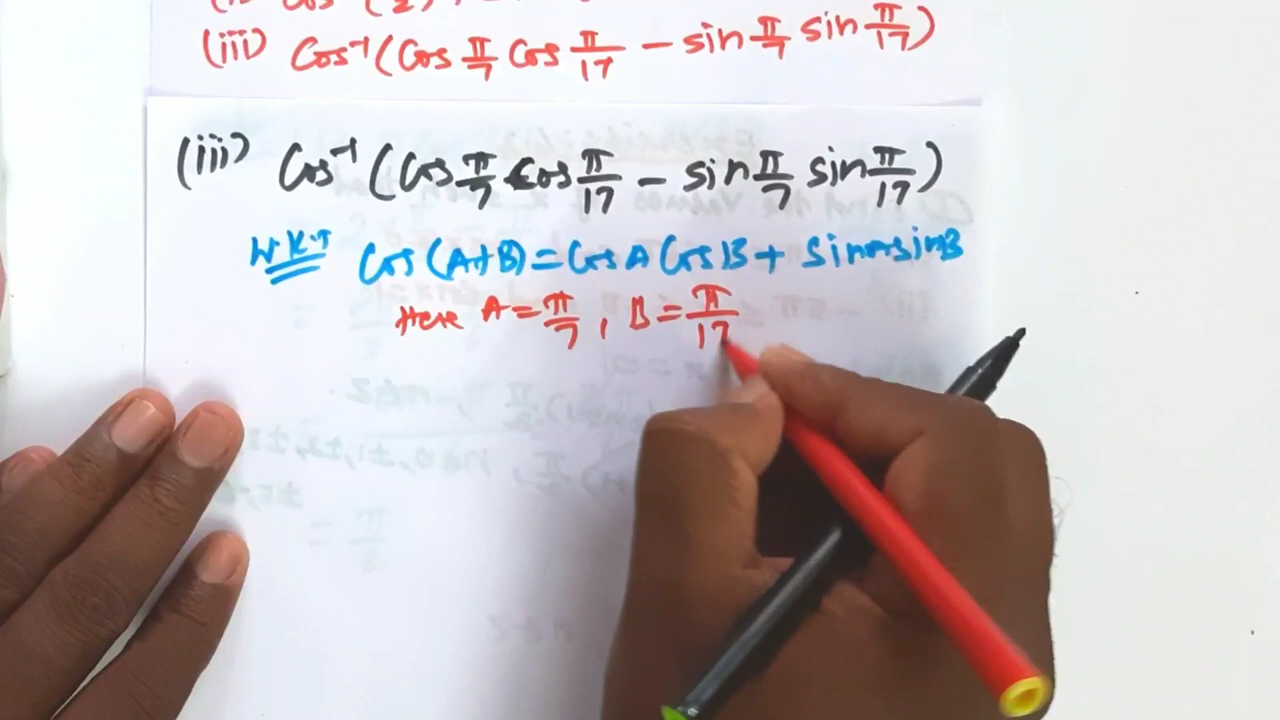 (iii) Cos⁻¹(Cos π/7 Cos π/17 − sin π/7 sin π/17)
(iii) Cos⁻¹(Cos π/7 Cos π/17 − sin π/7 sin π/17)
W.K.T Cos(A+B) = Cos A Cos B + Sin A sin B
Here A = π/7, B = π/17